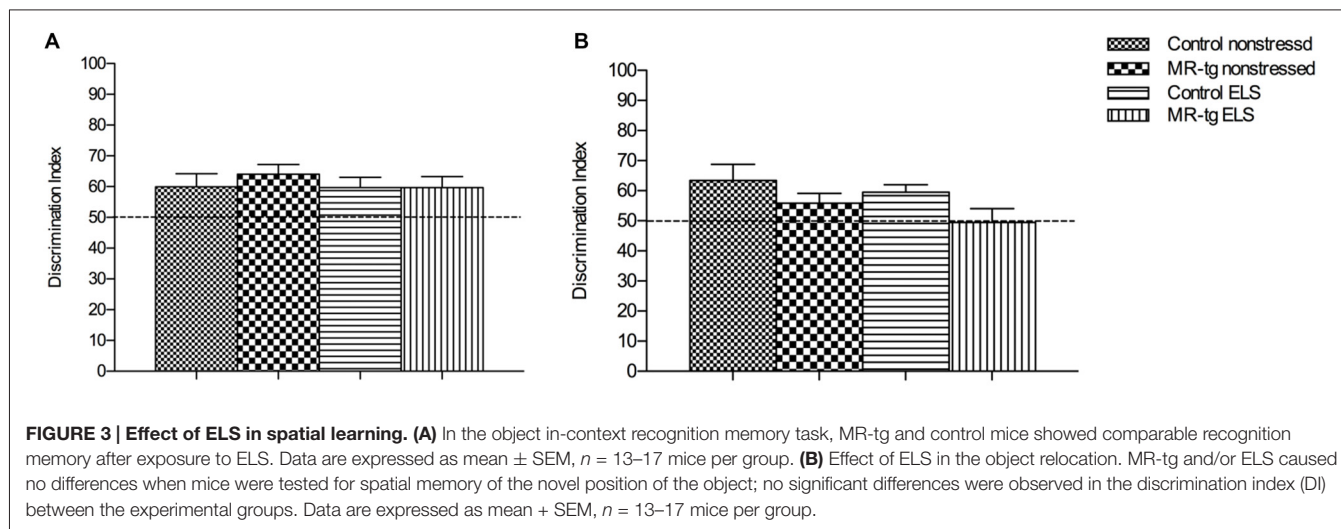 A
100
90
80
70
60
50
40
30
20
10
0
Discrimination Index
B
100
90
80
70
60
50
40
30
20
10
0
Discrimination Index
Control nonstressd
MR-tg nonstressed
Control ELS
MR-tg ELS
FIGURE 3 | Effect of ELS in spatial learning. (A) In the object in-context recognition memory task, MR-tg and control mice showed comparable recognition
memory after exposure to ELS. Data are expressed as mean ± SEM, n = 13–17 mice per group. (B) Effect of ELS in the object relocation. MR-tg and/or ELS caused
no differences when mice were tested for spatial memory of the novel position of the object; no significant differences were observed in the discrimination index (DI)
between the experimental groups. Data are expressed as mean + SEM, n = 13–17 mice per group.